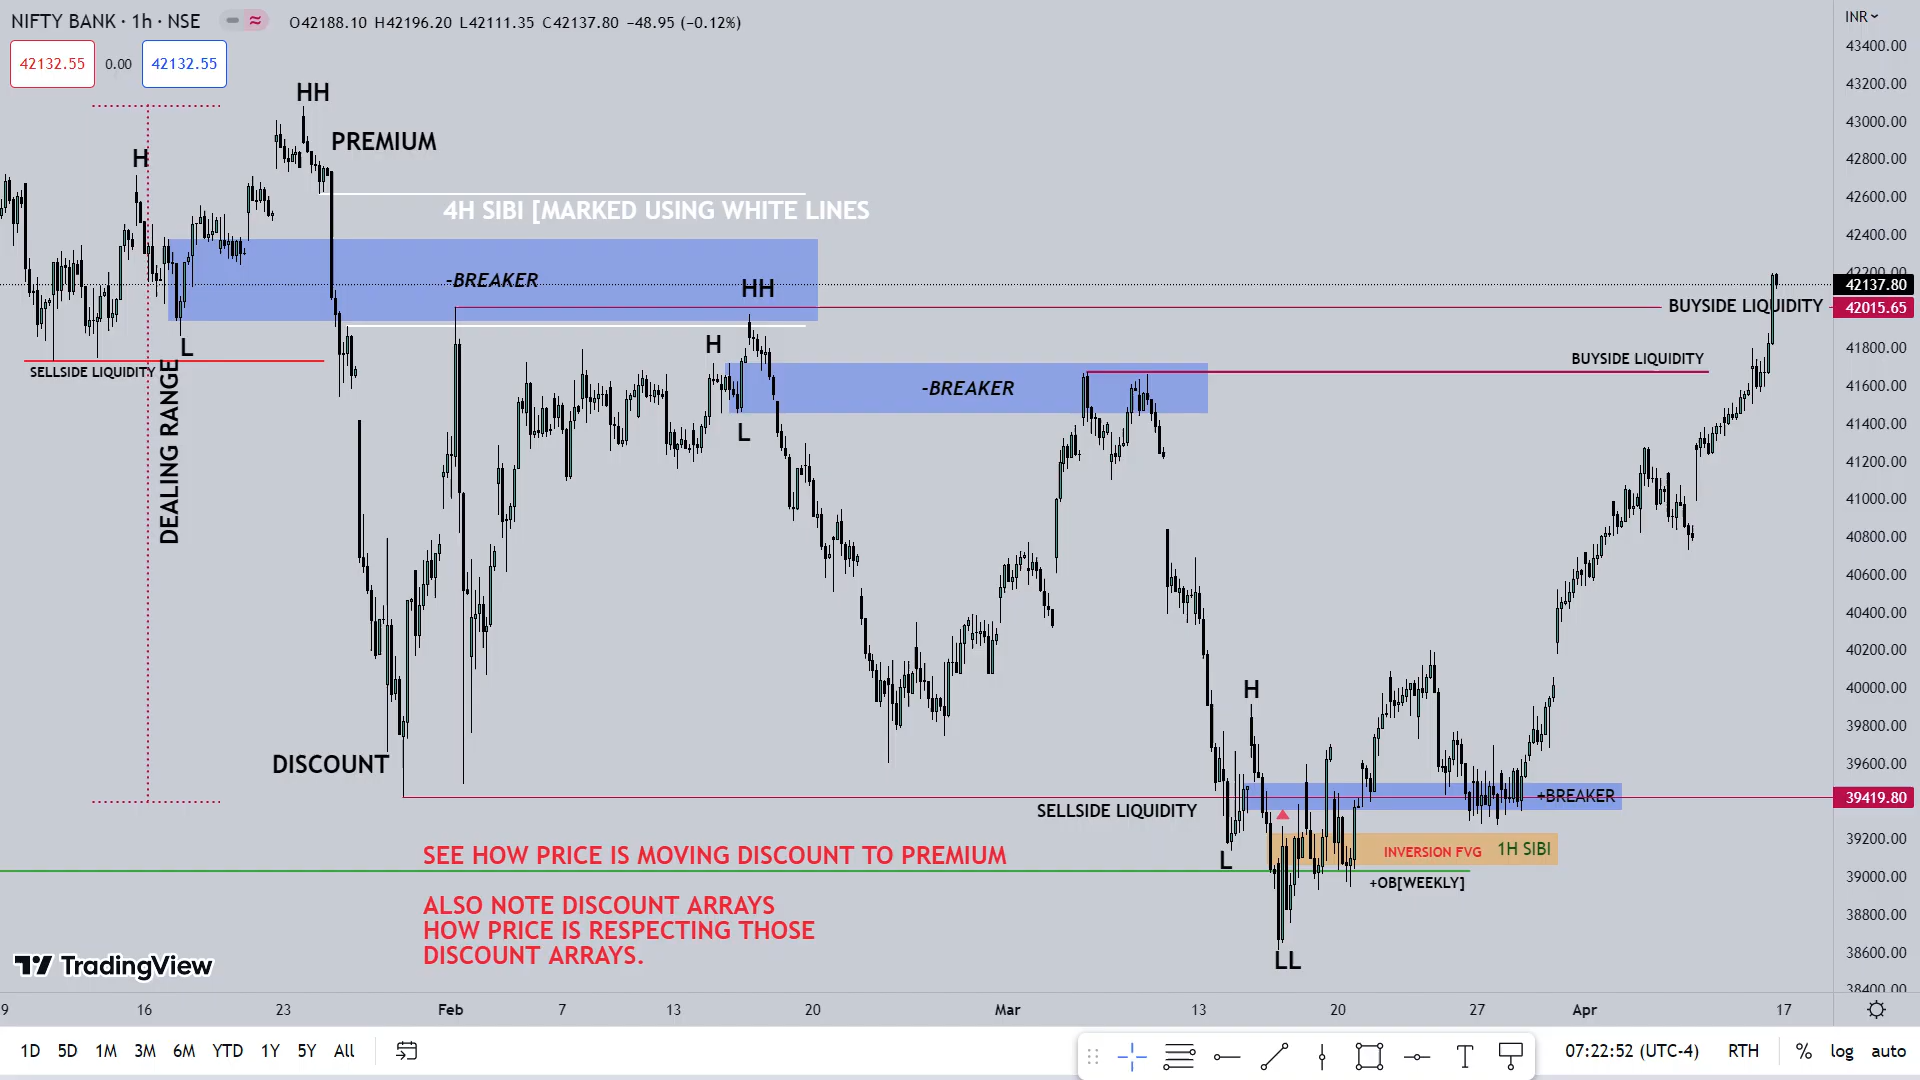 NIFTY BANK · 1h · NSE
O42188.10 H42196.20 L42111.35 C42137.80 −48.95 (−0.12%)
INR
42132.55 0.00 42132.55
43400.00
43200.00
43000.00
42800.00
42600.00
42400.00
42200.00
42137.80
42015.65
41800.00
41600.00
41400.00
41200.00
41000.00
40800.00
40600.00
40400.00
40200.00
40000.00
39800.00
39600.00
39419.80
39200.00
39000.00
38800.00
38600.00
38400.00
HH
PREMIUM
H
4H SIBI [MARKED USING WHITE LINES
-BREAKER
HH
BUYSIDE LIQUIDITY
L
H
BUYSIDE LIQUIDITY
SELLSIDE LIQUIDITY
-BREAKER
DEALING RANGE
L
H
DISCOUNT
+BREAKER
SELLSIDE LIQUIDITY
SEE HOW PRICE IS MOVING DISCOUNT TO PREMIUM
L
INVERSION FVG 1H SIBI
+OB[WEEKLY]
ALSO NOTE DISCOUNT ARRAYS
HOW PRICE IS RESPECTING THOSE
DISCOUNT ARRAYS.
LL
TradingView
9 16 23 Feb 7 13 20 Mar 13 20 27 Apr 17
1D 5D 1M 3M 6M YTD 1Y 5Y All
T
07:22:52 (UTC-4) RTH % log auto